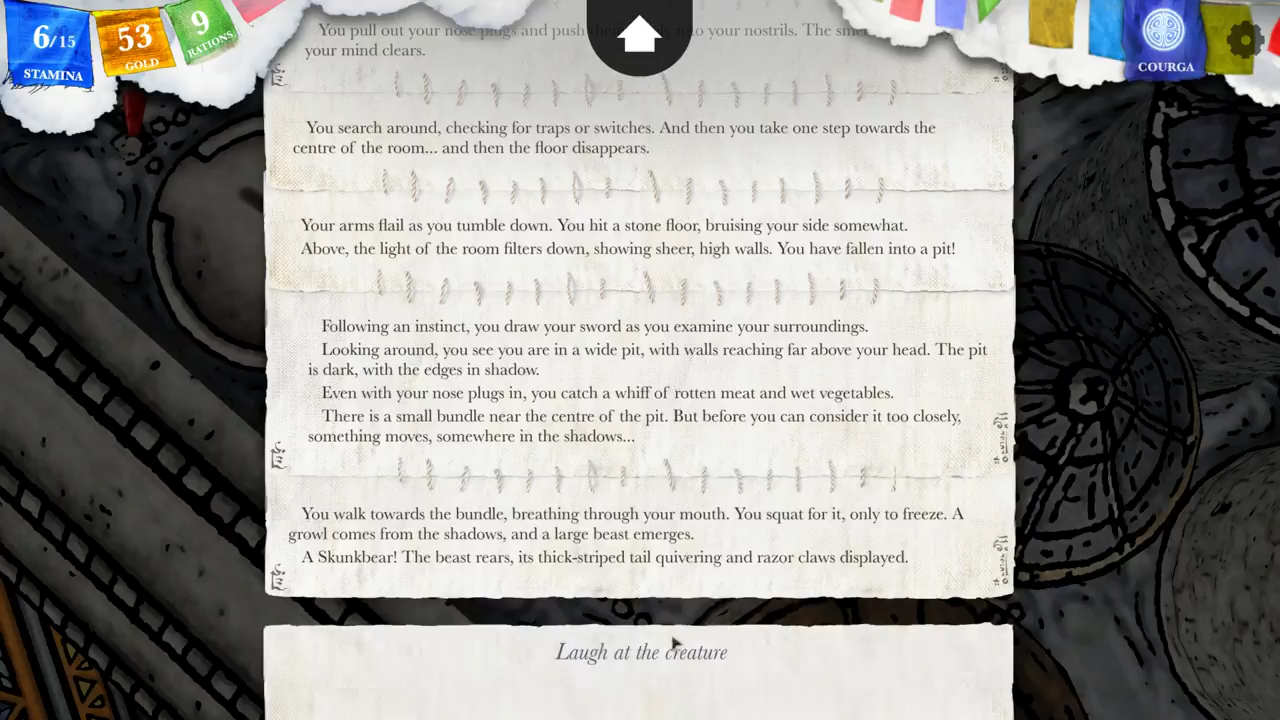 6/15
STAMINA
53
GOLD
9
RATIONS
COURGA
You pull out your nose plugs and push them into your nostrils. The
your mind clears.
You search around, checking for traps or switches. And then you take one step towards the
centre of the room... and then the floor disappears.
Your arms flail as you tumble down. You hit a stone floor, bruising your side somewhat.
Above, the light of the room filters down, showing sheer, high walls. You have fallen into a pit!
Following an instinct, you draw your sword as you examine your surroundings.
Looking around, you see you are in a wide pit, with walls reaching far above your head. The pit
is dark, with the edges in shadow.
Even with your nose plugs in, you catch a whiff of rotten meat and wet vegetables.
There is a small bundle near the centre of the pit. But before you can consider it too closely,
something moves, somewhere in the shadows...
You walk towards the bundle, breathing through your mouth. You squat for it, only to freeze. A
growl comes from the shadows, and a large beast emerges.
A Skunkbear! The beast rears, its thick-striped tail quivering and razor claws displayed.
Laugh at the creature